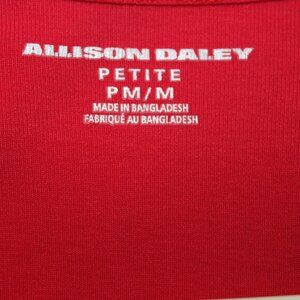 ALLISON DALEY
PETITE
PM/M
MADE IN BANGLADESH
FABRIQUÉ AU BANGLADESH